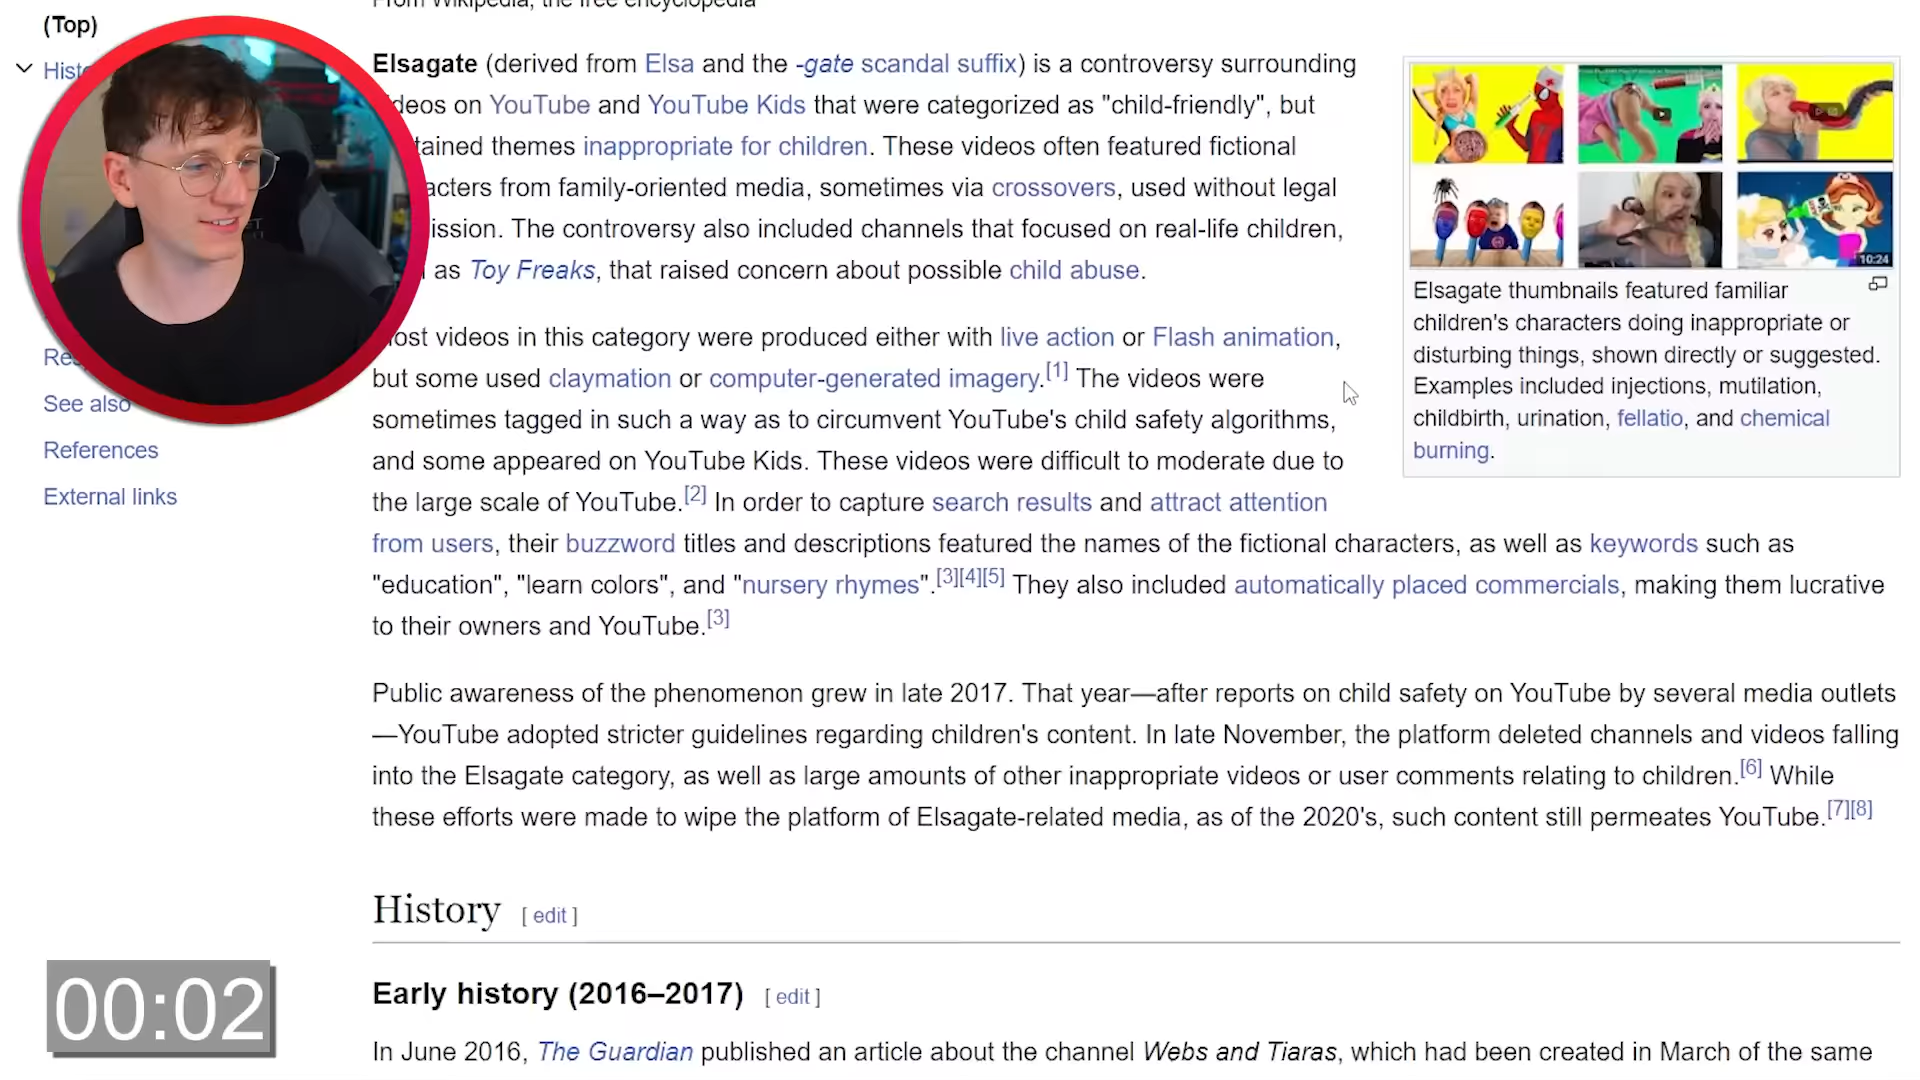 From Wikipedia, the free encyclopedia
(Top)
References
See also
External links
Elsagate (derived from Elsa and the -gate scandal suffix) is a controversy surrounding
on YouTube and YouTube Kids that were categorized as "child-friendly", but
themes inappropriate for children. These videos often featured fictional
from family-oriented media, sometimes via crossovers, used without legal
The controversy also included channels that focused on real-life children,
as Toy Freaks, that raised concern about possible child abuse.
videos in this category were produced either with live action or Flash animation,
but some used claymation or computer-generated imagery.[1] The videos were
sometimes tagged in such a way as to circumvent YouTube's child safety algorithms,
and some appeared on YouTube Kids. These videos were difficult to moderate due to
the large scale of YouTube.[2] In order to capture search results and attract attention
from users, their buzzword titles and descriptions featured the names of the fictional characters, as well as keywords such as
"education", "learn colors", and "nursery rhymes".[3][4][5] They also included automatically placed commercials, making them lucrative
to their owners and YouTube.[3]
Public awareness of the phenomenon grew in late 2017. That year—after reports on child safety on YouTube by several media outlets
—YouTube adopted stricter guidelines regarding children's content. In late November, the platform deleted channels and videos falling
into the Elsagate category, as well as large amounts of other inappropriate videos or user comments relating to children.[6] While
these efforts were made to wipe the platform of Elsagate-related media, as of the 2020's, such content still permeates YouTube.[7][8]
10:24
Elsagate thumbnails featured familiar
children's characters doing inappropriate or
disturbing things, shown directly or suggested.
Examples included injections, mutilation,
childbirth, urination, fellatio, and chemical
burning.
History [ edit ]
Early history (2016–2017) [ edit ]
In June 2016, The Guardian published an article about the channel Webs and Tiaras, which had been created in March of the same
00:02